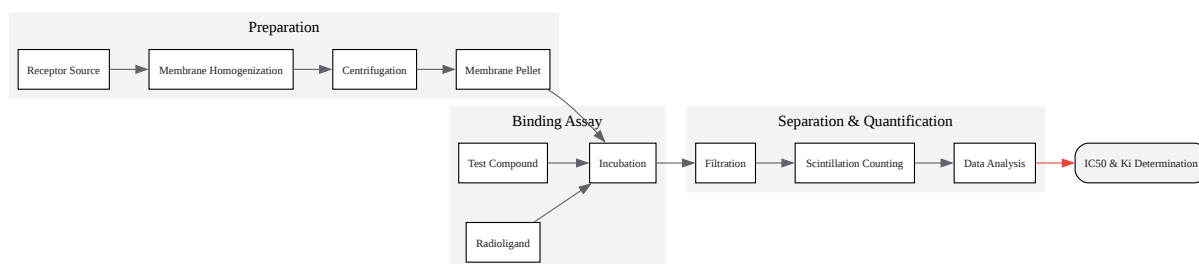 Preparation
Receptor Source
Membrane Homogenization
Centrifugation
Membrane Pellet
Binding Assay
Test Compound
Incubation
Radioligand
Separation & Quantification
Filtration
Scintillation Counting
Data Analysis
IC50 & Ki Determination